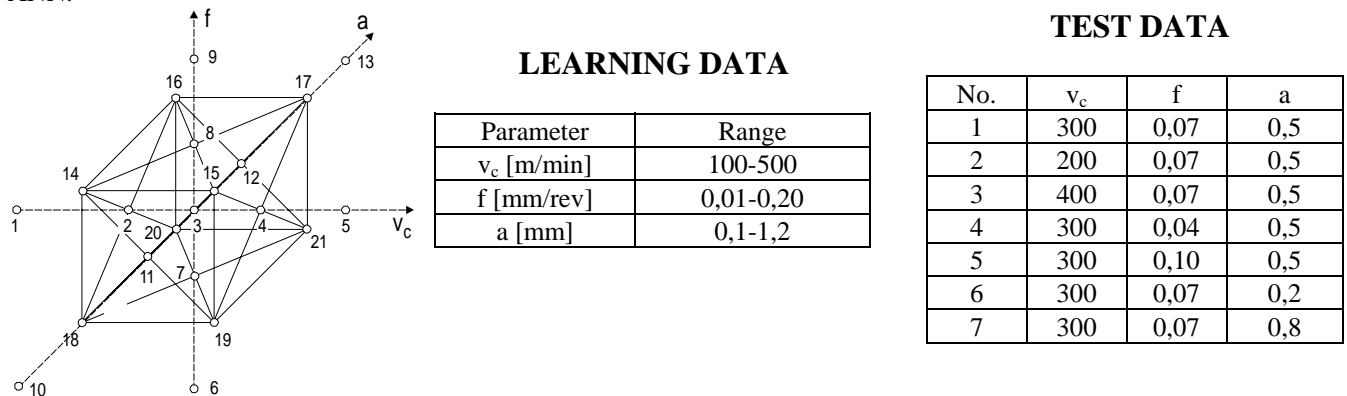 f
a
9
13
16
17
8
14
15
12
1
2
20
3
4
5
v_c
21
11
7
18
19
10
6
LEARNING DATA
Parameter Range
v_c [m/min] 100-500
f [mm/rev] 0,01-0,20
a [mm] 0,1-1,2
TEST DATA
No. v_c f a
1 300 0,07 0,5
2 200 0,07 0,5
3 400 0,07 0,5
4 300 0,04 0,5
5 300 0,10 0,5
6 300 0,07 0,2
7 300 0,07 0,8